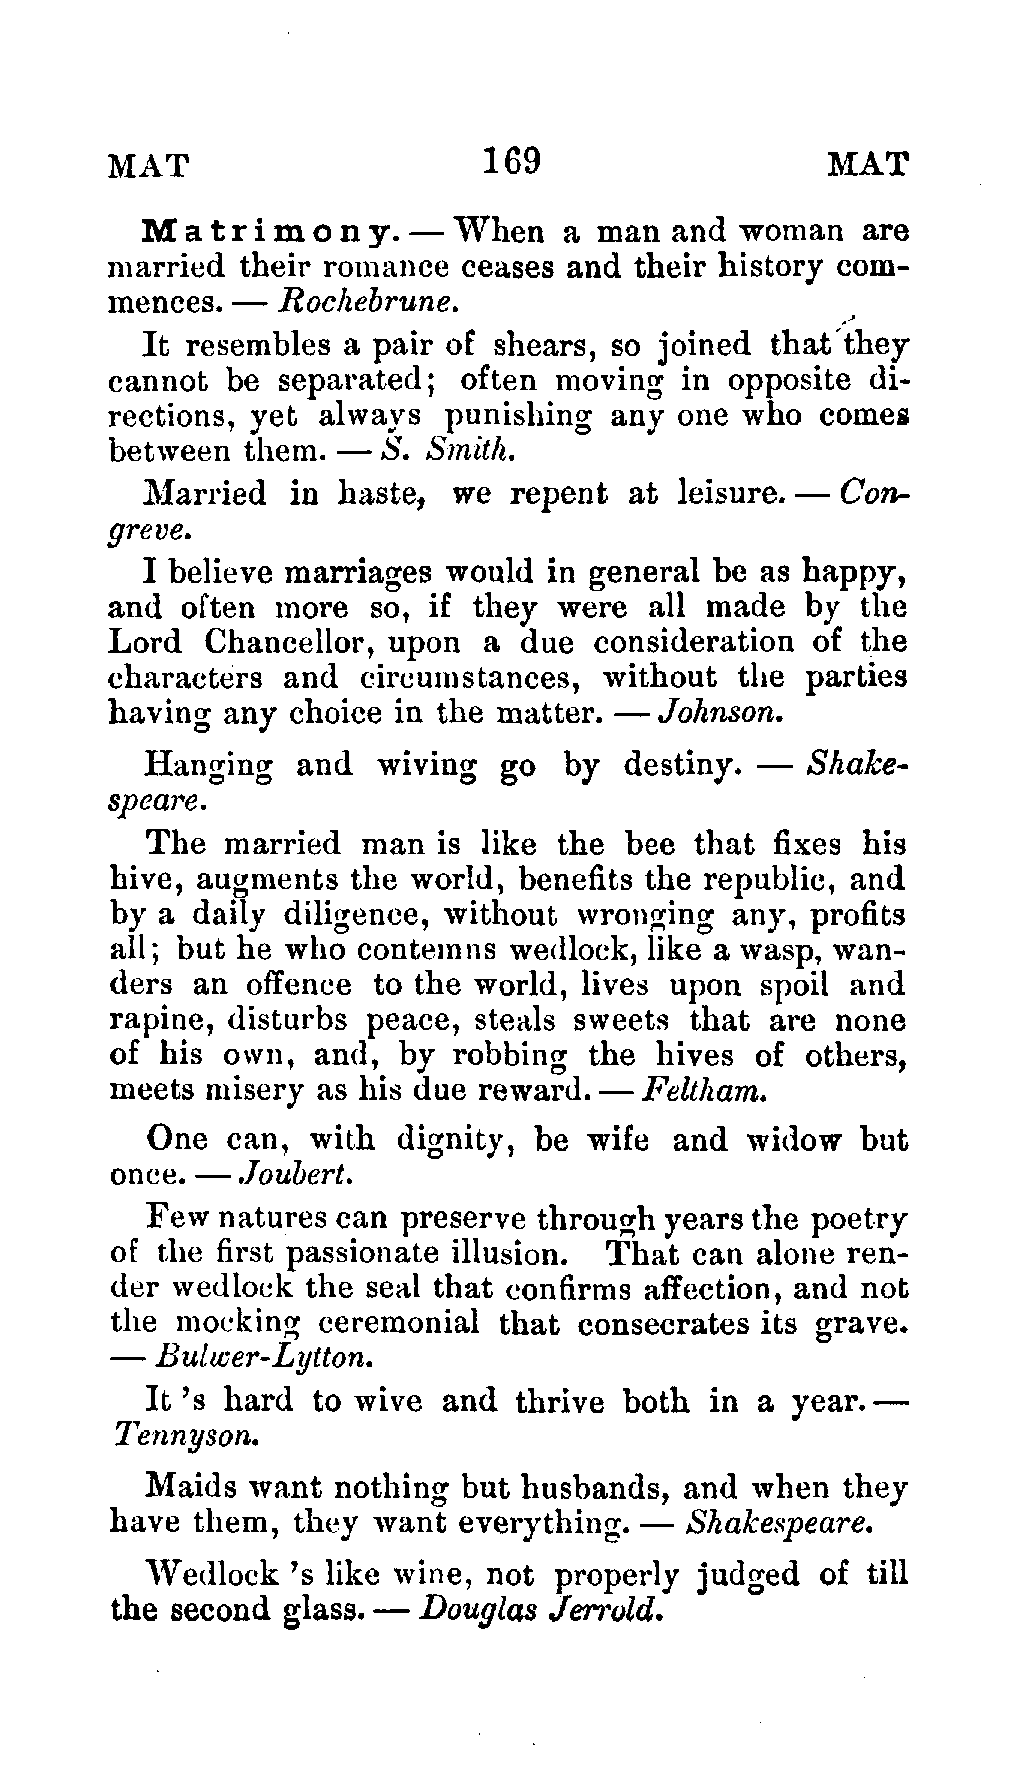 MAT 169 MAT
Matrimony. — When a man and woman are
married their romance ceases and their history com-
mences. — Rochebrune.
It resembles a pair of shears, so joined that they
cannot be separated; often moving in opposite di-
rections, yet always punishing any one who comes
between them. — S. Smith.
Married in haste, we repent at leisure. — Con-
greve.
I believe marriages would in general be as happy,
and often more so, if they were all made by the
Lord Chancellor, upon a due consideration of the
characters and circumstances, without the parties
having any choice in the matter. — Johnson.
Hanging and wiving go by destiny. — Shake-
speare.
The married man is like the bee that fixes his
hive, augments the world, benefits the republic, and
by a daily diligence, without wronging any, profits
all; but he who contemns wedlock, like a wasp, wan-
ders an offence to the world, lives upon spoil and
rapine, disturbs peace, steals sweets that are none
of his own, and, by robbing the hives of others,
meets misery as his due reward. — Feltham.
One can, with dignity, be wife and widow but
once. — Joubert.
Few natures can preserve through years the poetry
of the first passionate illusion. That can alone ren-
der wedlock the seal that confirms affection, and not
the mocking ceremonial that consecrates its grave.
— Bulwer-Lytton.
It 's hard to wive and thrive both in a year. —
Tennyson.
Maids want nothing but husbands, and when they
have them, they want everything. — Shakespeare.
Wedlock 's like wine, not properly judged of till
the second glass. — Douglas Jerrold.